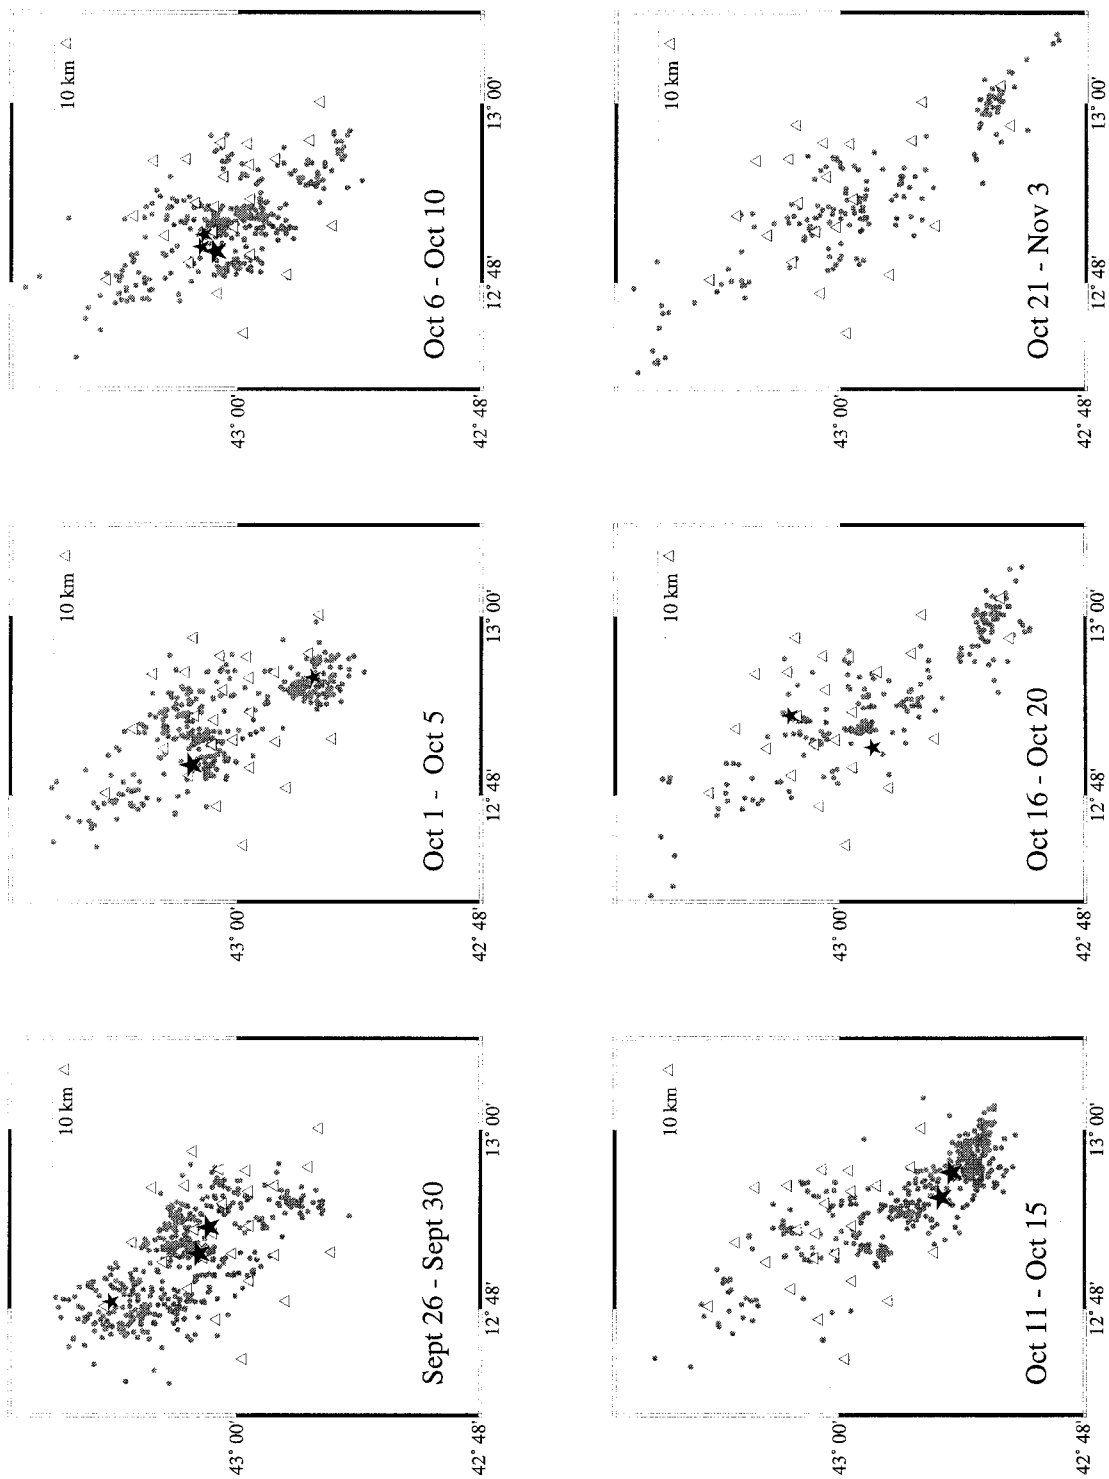 10 km
43° 00'
Sept 26 - Sept 30
42° 48'
12° 48' 13° 00'
10 km
43° 00'
Oct 1 - Oct 5
42° 48'
12° 48' 13° 00'
10 km
43° 00'
Oct 6 - Oct 10
42° 48'
12° 48' 13° 00'
10 km
43° 00'
Oct 11 - Oct 15
42° 48'
12° 48' 13° 00'
10 km
43° 00'
Oct 16 - Oct 20
42° 48'
12° 48' 13° 00'
10 km
43° 00'
Oct 21 - Nov 3
42° 48'
12° 48' 13° 00'